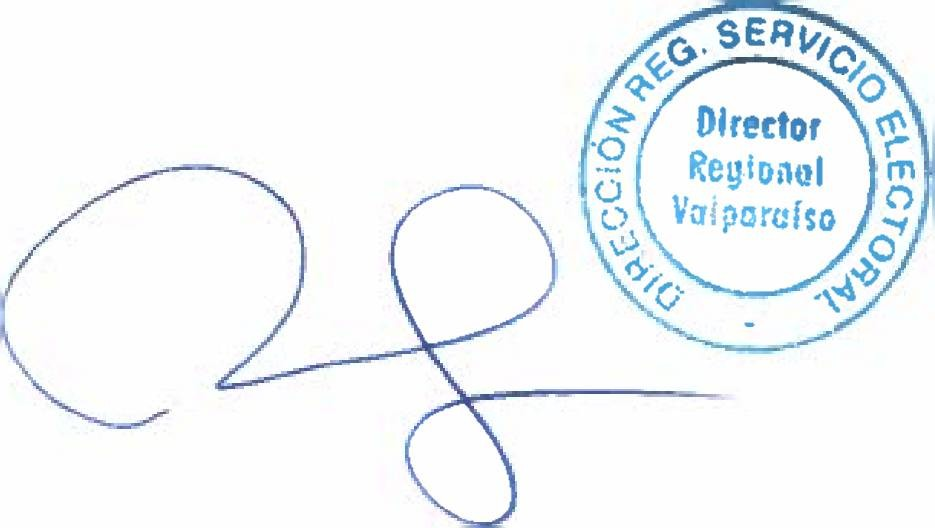 DIRECCIÓN REG. SERVICIO ELECTORAL
Director
Regional
Valparaíso